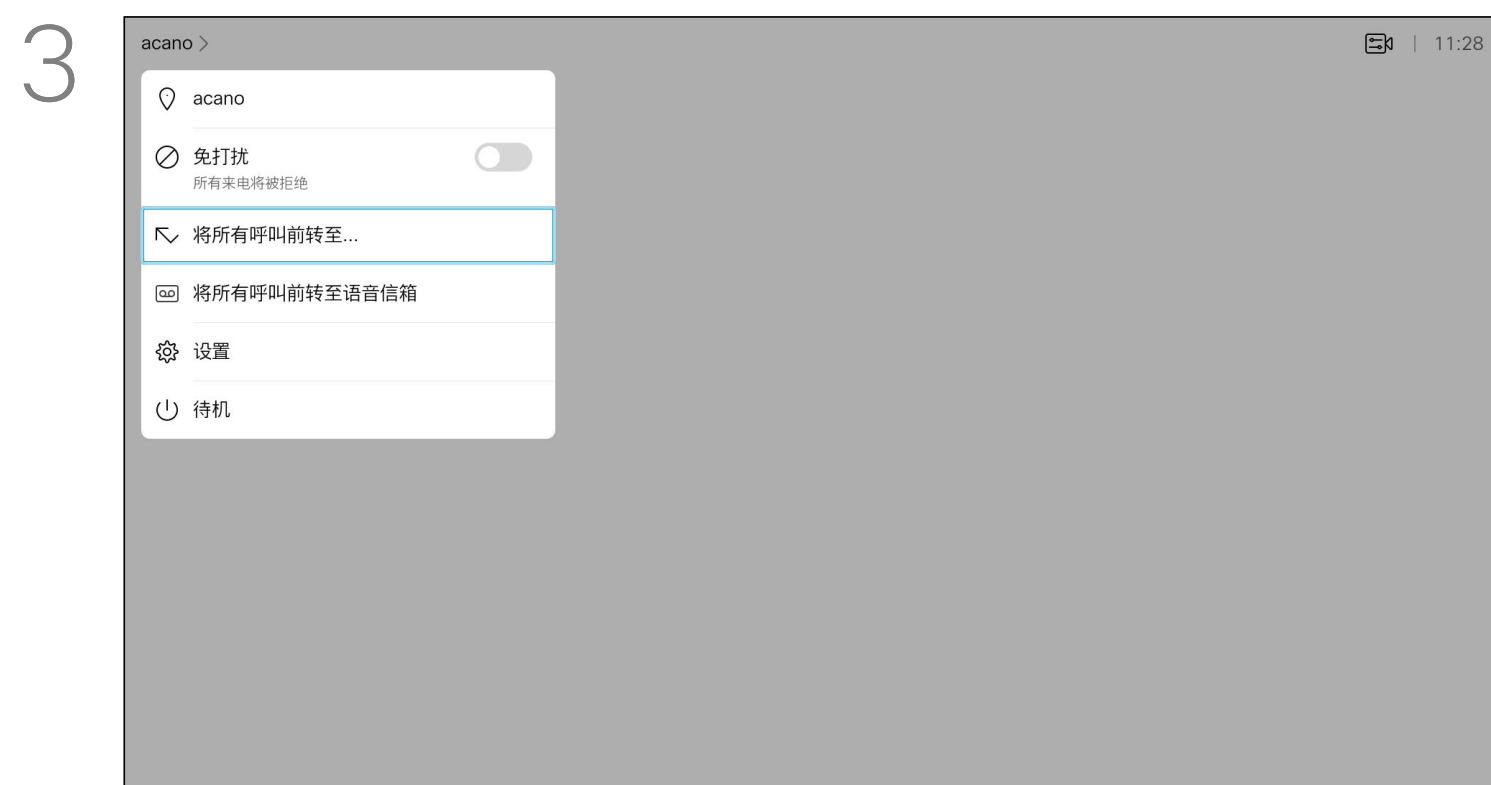 3
acano >
11:28
acano
免打扰
所有来电将被拒绝
将所有呼叫前转至...
将所有呼叫前转至语音信箱
设置
待机